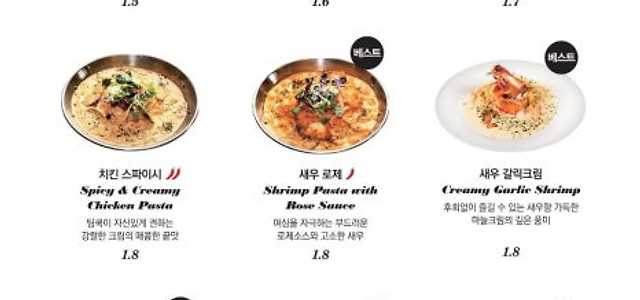 1.5
1.6
1.7
베스트
베스트
치킨 스파이시
Spicy & Creamy
Chicken Pasta
팀쿡이 자신있게 권하는
강렬한 크림의 매콤한 끝맛
1.8
새우 로제
Shrimp Pasta with
Rose Sauce
여심을 자극하는 부드러운
로제소스와 고소한 새우
1.8
새우 갈릭크림
Creamy Garlic Shrimp
후회없이 즐길 수 있는 새우향 가득한
마늘크림의 깊은 풍미
1.8